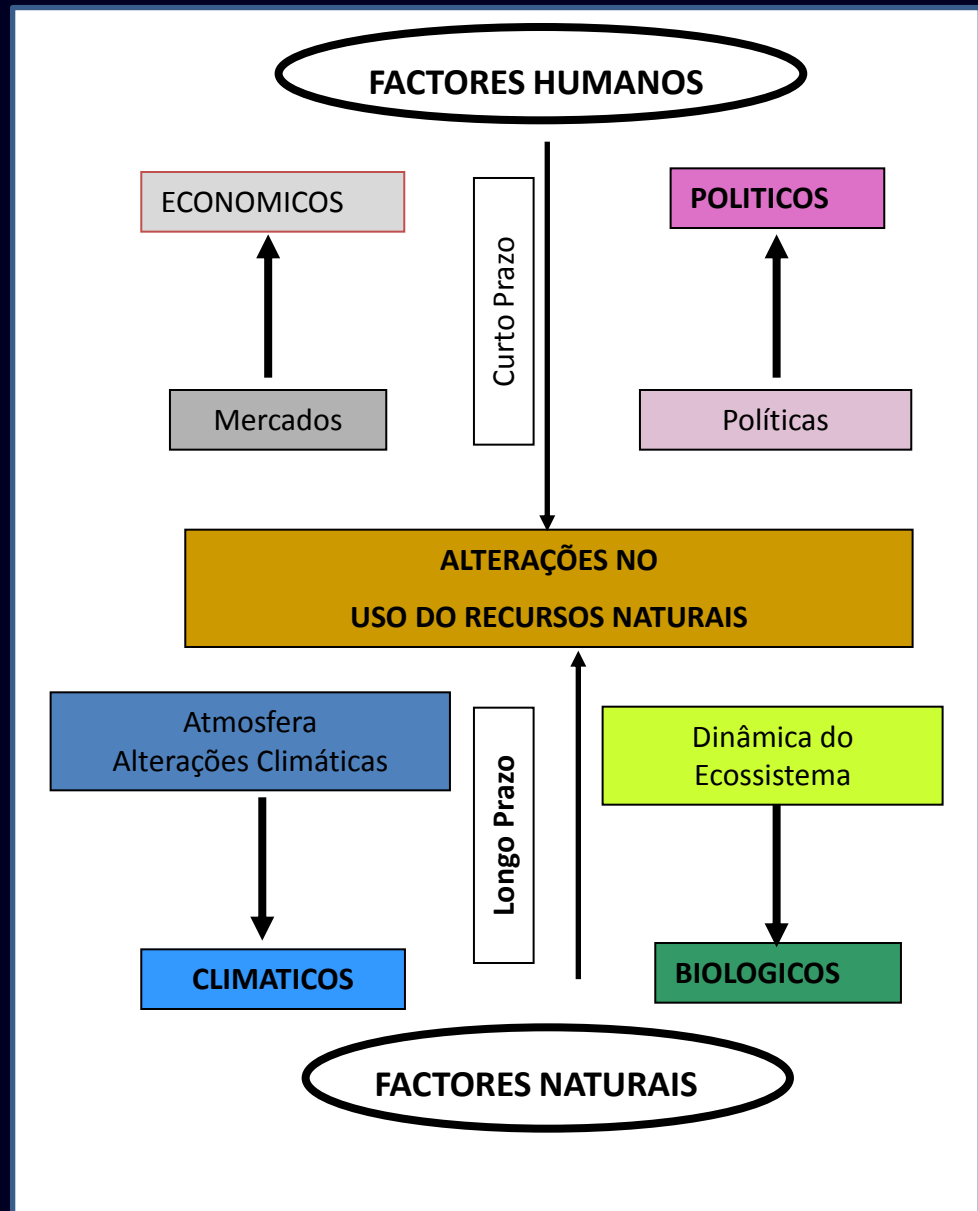 FACTORES HUMANOS
ECONOMICOS
POLITICOS
Curto Prazo
Mercados
Políticas
ALTERAÇÕES NO
USO DO RECURSOS NATURAIS
Atmosfera
Alterações Climáticas
Dinâmica do
Ecossistema
Longo Prazo
CLIMATICOS
BIOLOGICOS
FACTORES NATURAIS